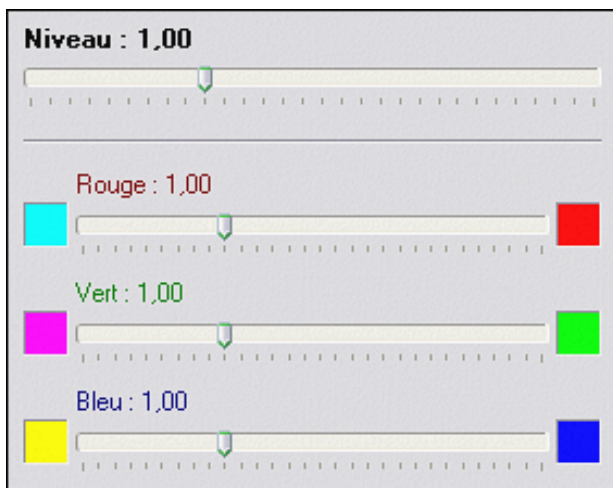 Niveau : 1,00
Rouge : 1,00
Vert : 1,00
Bleu : 1,00